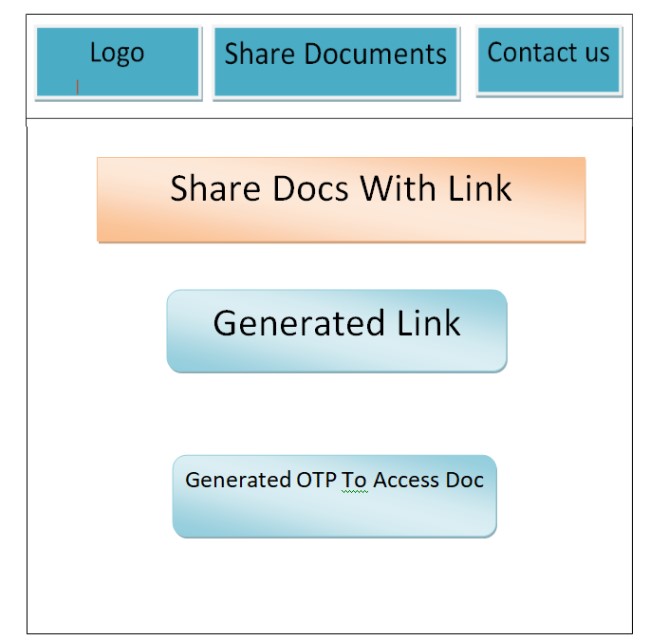 Logo
Share Documents
Contact us
Share Docs With Link
Generated Link
Generated OTP To Access Doc